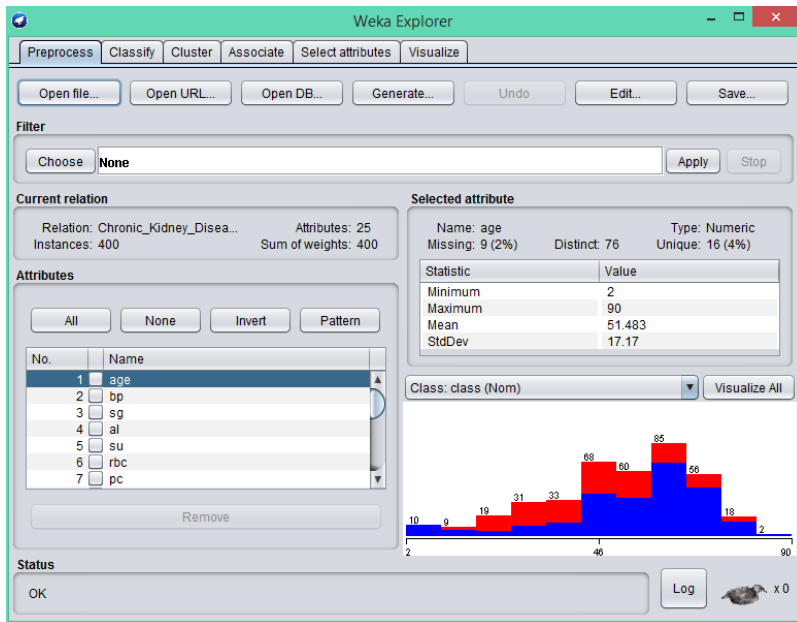 Weka Explorer
Preprocess Classify Cluster Associate Select attributes Visualize
Open file... Open URL... Open DB... Generate... Undo Edit... Save...
Filter
Choose None Apply Stop
Current relation
Relation: Chronic_Kidney_Disea... Attributes: 25
Instances: 400 Sum of weights: 400
Attributes
All None Invert Pattern
No. Name
1 age
2 bp
3 sg
4 al
5 su
6 rbc
7 pc
Remove
Selected attribute
Name: age Type: Numeric
Missing: 9 (2%) Distinct: 76 Unique: 16 (4%)
Statistic Value
Minimum 2
Maximum 90
Mean 51.483
StdDev 17.17
Class: class (Nom) Visualize All
10 9 19 31 33 68 60 85 56 18 2
2 46 90
Status
OK
Log x 0